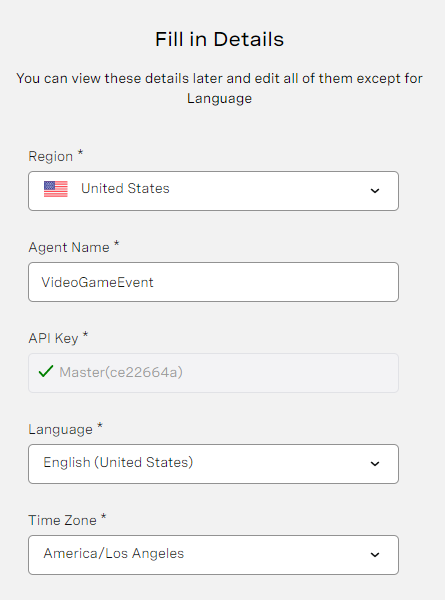 Fill in Details
You can view these details later and edit all of them except for
Language
Region *
United States
Agent Name *
VideoGameEvent
API Key *
Master(ce22664a)
Language *
English (United States)
Time Zone *
America/Los Angeles